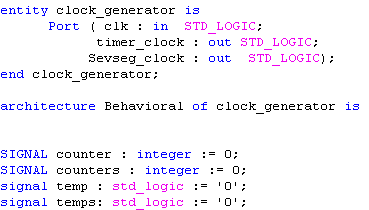 entity clock_generator is
Port ( clk : in STD_LOGIC;
timer_clock : out STD_LOGIC;
Sevseg_clock : out STD_LOGIC);
end clock_generator;
architecture Behavioral of clock_generator is
SIGNAL counter : integer := 0;
SIGNAL counters : integer := 0;
signal temp : std_logic := '0';
signal temps: std_logic := '0';